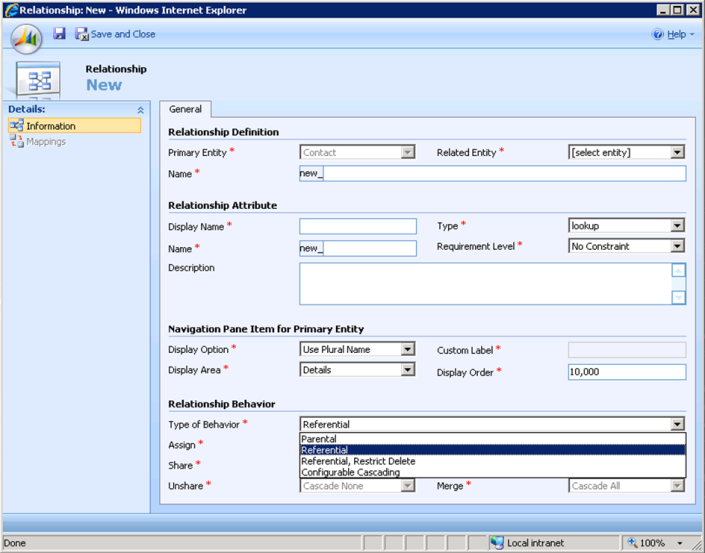 Relationship: New - Windows Internet Explorer
Save and Close
Help
Relationship
New
Details:
Information
Mappings
General
Relationship Definition
Primary Entity * Contact Related Entity * [select entity]
Name * new_
Relationship Attribute
Display Name * Type * lookup
Name * new_ Requirement Level * No Constraint
Description
Navigation Pane Item for Primary Entity
Display Option * Use Plural Name Custom Label *
Display Area * Details Display Order * 10,000
Relationship Behavior
Type of Behavior * Referential
Parental
Assign * Referential
Share * Referential, Restrict Delete
Configurable Cascading
Unshare * Cascade None Merge * Cascade All
Done Local intranet 100%